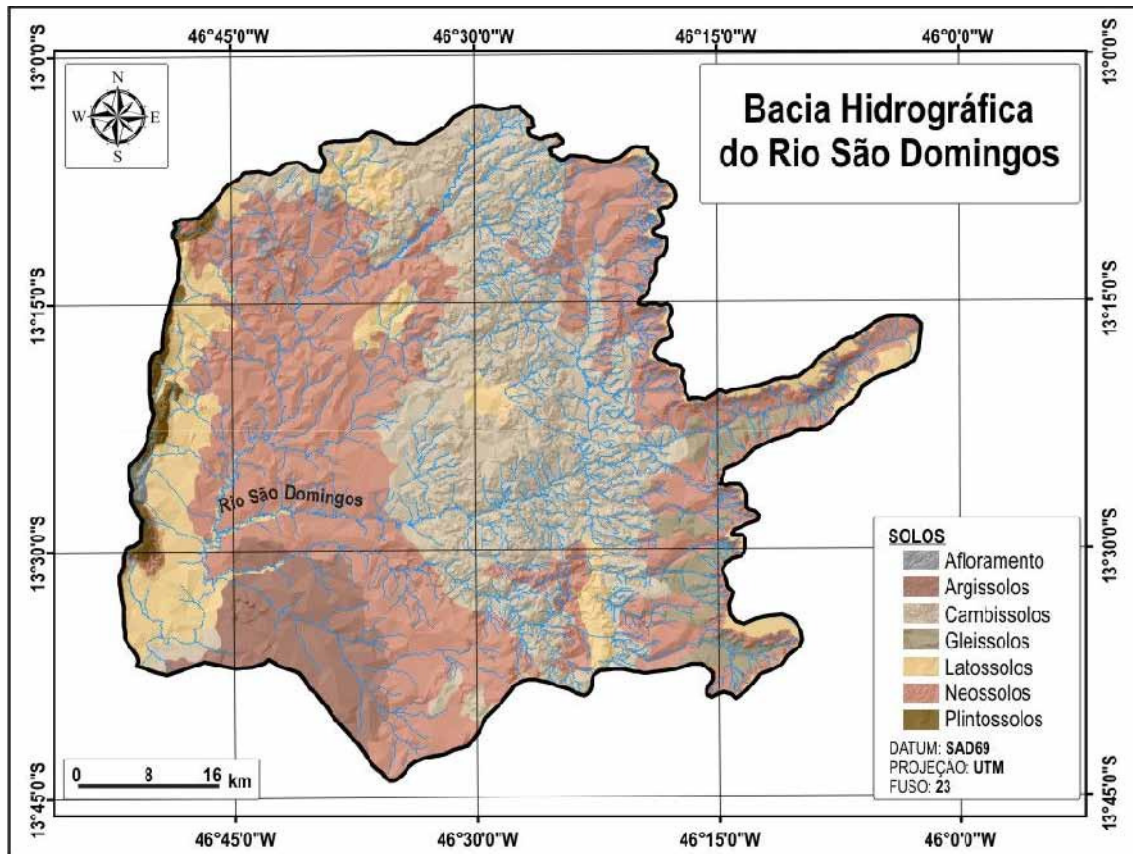 46°45'0"W 46°30'0"W 46°15'0"W 46°0'0"W
13°0'0"S 13°0'0"S
N
W E
S
Bacia Hidrográfica
do Rio São Domingos
13°15'0"S 13°15'0"S
Rio São Domingos
13°30'0"S 13°30'0"S
SOLOS
Afloramento
Argissolos
Cambissolos
Gleissolos
Latossolos
Neossolos
Plintossolos
DATUM: SAD69
PROJEÇÃO: UTM
FUSO: 23
0 8 16 km
13°45'0"S 13°45'0"S
46°45'0"W 46°30'0"W 46°15'0"W 46°0'0"W